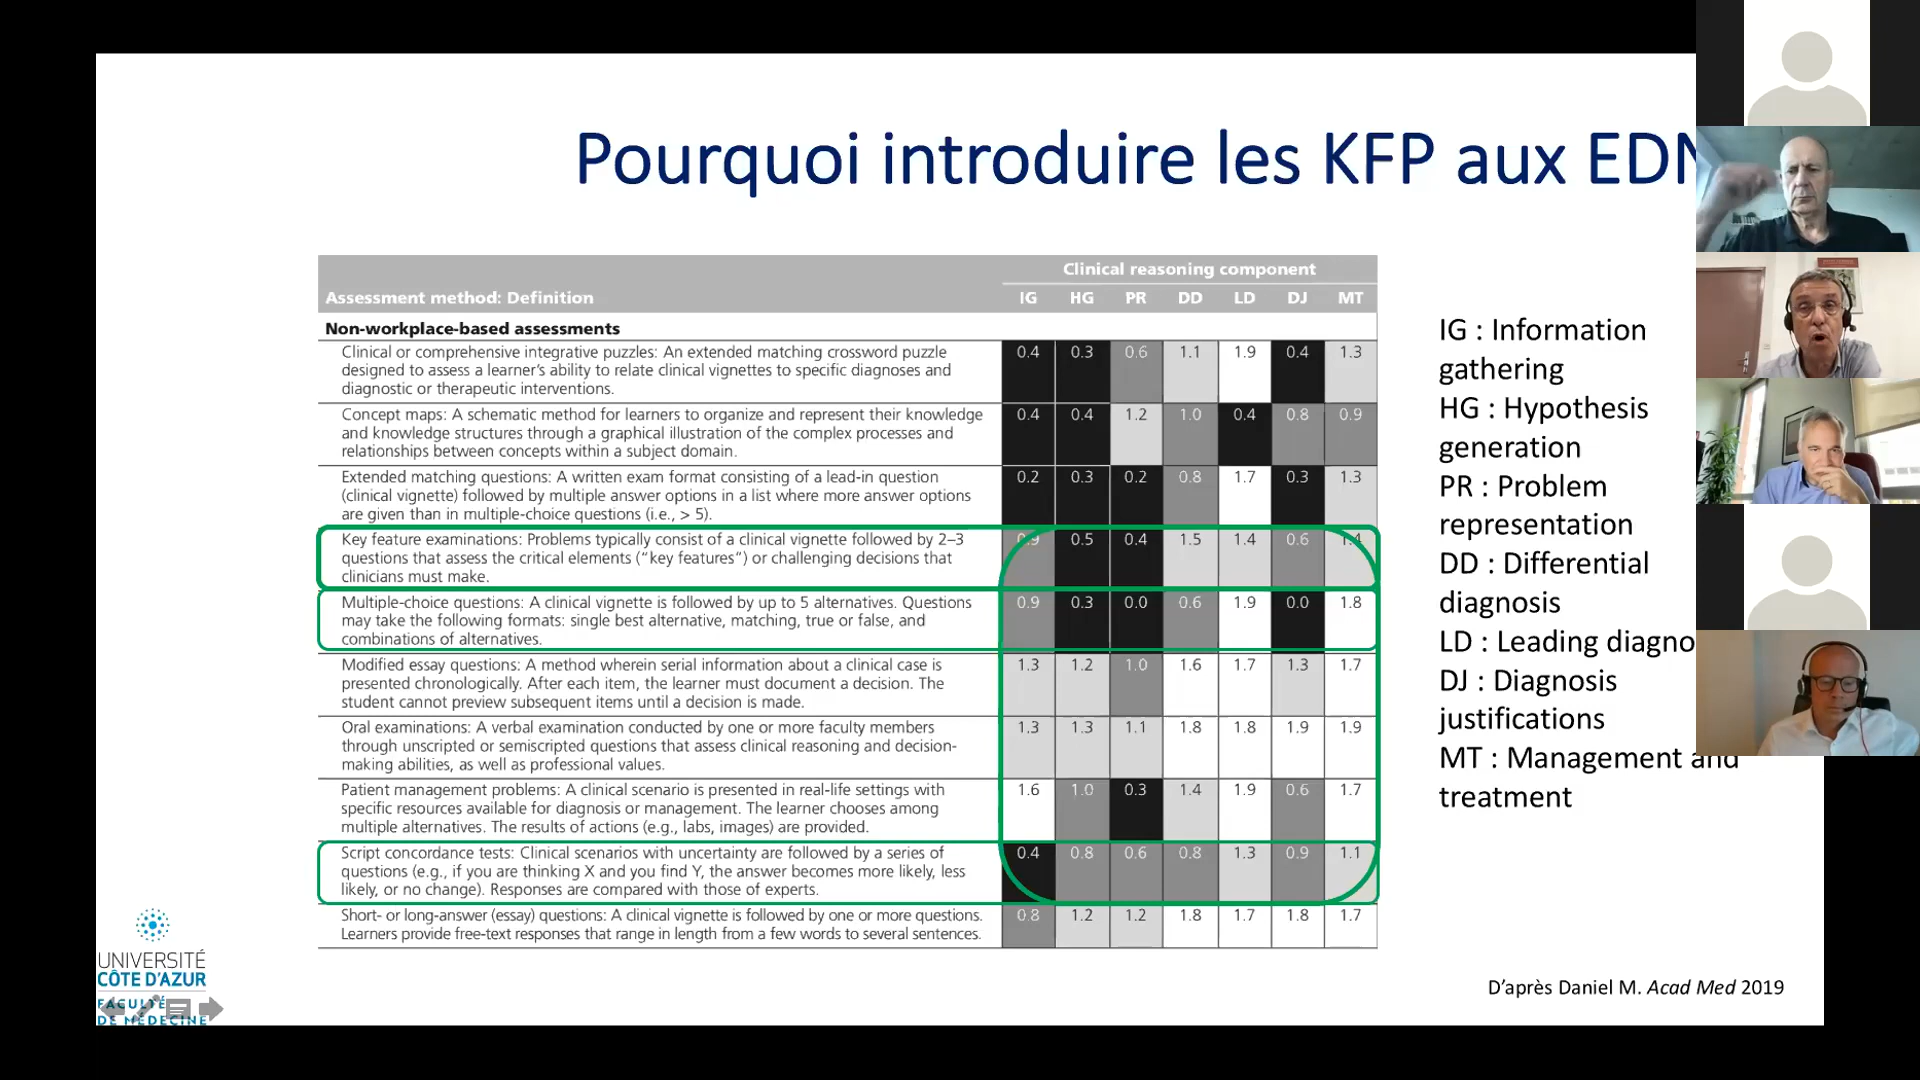 Pourquoi introduire les KFP aux EDN
Clinical reasoning component
Assessment method: Definition IG HG PR DD LD DJ MT
Non-workplace-based assessments
Clinical or comprehensive integrative puzzles: An extended matching crossword puzzle
designed to assess a learner's ability to relate clinical vignettes to specific diagnoses and
diagnostic or therapeutic interventions.
0.4 0.3 0.6 1.1 1.9 0.4 1.3
Concept maps: A schematic method for learners to organize and represent their knowledge
and knowledge structures through a graphical illustration of the complex processes and
relationships between concepts within a subject domain.
0.4 0.4 1.2 1.0 0.4 0.8 0.9
Extended matching questions: A written exam format consisting of a lead-in question
(clinical vignette) followed by multiple answer options in a list where more answer options
are given than in multiple-choice questions (i.e., > 5).
0.2 0.3 0.2 0.8 1.7 0.3 1.3
Key feature examinations: Problems typically consist of a clinical vignette followed by 2–3
questions that assess the critical elements (“key features”) or challenging decisions that
clinicians must make.
0.9 0.5 0.4 1.5 1.4 0.6 1.4
Multiple-choice questions: A clinical vignette is followed by up to 5 alternatives. Questions
may take the following formats: single best alternative, matching, true or false, and
combinations of alternatives.
0.9 0.3 0.0 0.6 1.9 0.0 1.8
Modified essay questions: A method wherein serial information about a clinical case is
presented chronologically. After each item, the learner must document a decision. The
student cannot preview subsequent items until a decision is made.
1.3 1.2 1.0 1.6 1.7 1.3 1.7
Oral examinations: A verbal examination conducted by one or more faculty members
through unscripted or semiscripted questions that assess clinical reasoning and decision-
making abilities, as well as professional values.
1.3 1.3 1.1 1.8 1.8 1.9 1.9
Patient management problems: A clinical scenario is presented in real-life settings with
specific resources available for diagnosis or management. The learner chooses among
multiple alternatives. The results of actions (e.g., labs, images) are provided.
1.6 1.0 0.3 1.4 1.9 0.6 1.7
Script concordance tests: Clinical scenarios with uncertainty are followed by a series of
questions (e.g., if you are thinking X and you find Y, the answer becomes more likely, less
likely, or no change). Responses are compared with those of experts.
0.4 0.8 0.6 0.8 1.3 0.9 1.1
Short- or long-answer (essay) questions: A clinical vignette is followed by one or more questions.
Learners provide free-text responses that range in length from a few words to several sentences.
0.8 1.2 1.2 1.8 1.7 1.8 1.7
IG : Information
gathering
HG : Hypothesis
generation
PR : Problem
representation
DD : Differential
diagnosis
LD : Leading diagno
DJ : Diagnosis
justifications
MT : Management and
treatment
D'après Daniel M. Acad Med 2019
UNIVERSITÉ
CÔTE D'AZUR
FACULTÉ
DE MÉDECINE